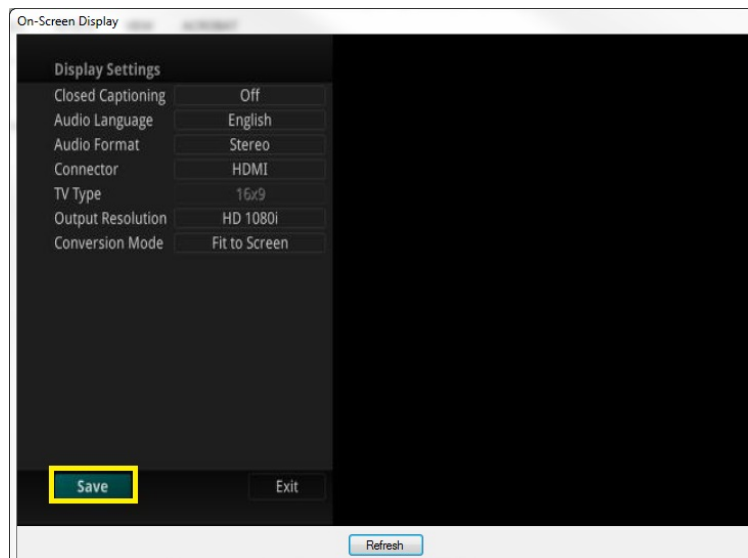 On-Screen Display
Display Settings
Closed Captioning Off
Audio Language English
Audio Format Stereo
Connector HDMI
TV Type 16x9
Output Resolution HD 1080i
Conversion Mode Fit to Screen
Save Exit
Refresh